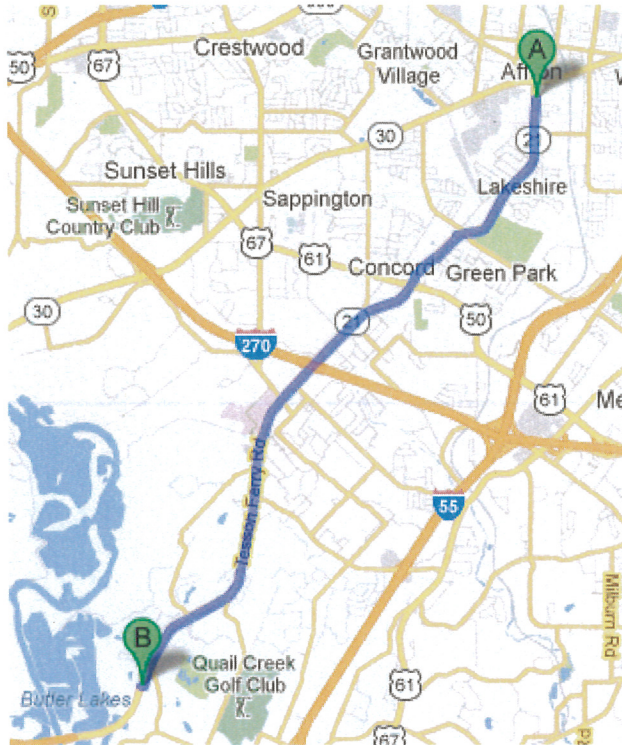 S
50
67
Crestwood
Grantwood
Village
A
30
21
Sunset Hills
Lakeshire
Sunset Hill
Country Club
Sappington
67
61
Concord
Green Park
30
21
50
270
61
Me
Tesson Farry Rd
55
Milburn Rd
B
Quail Creek
Golf Club
Butler Lakes
61
67